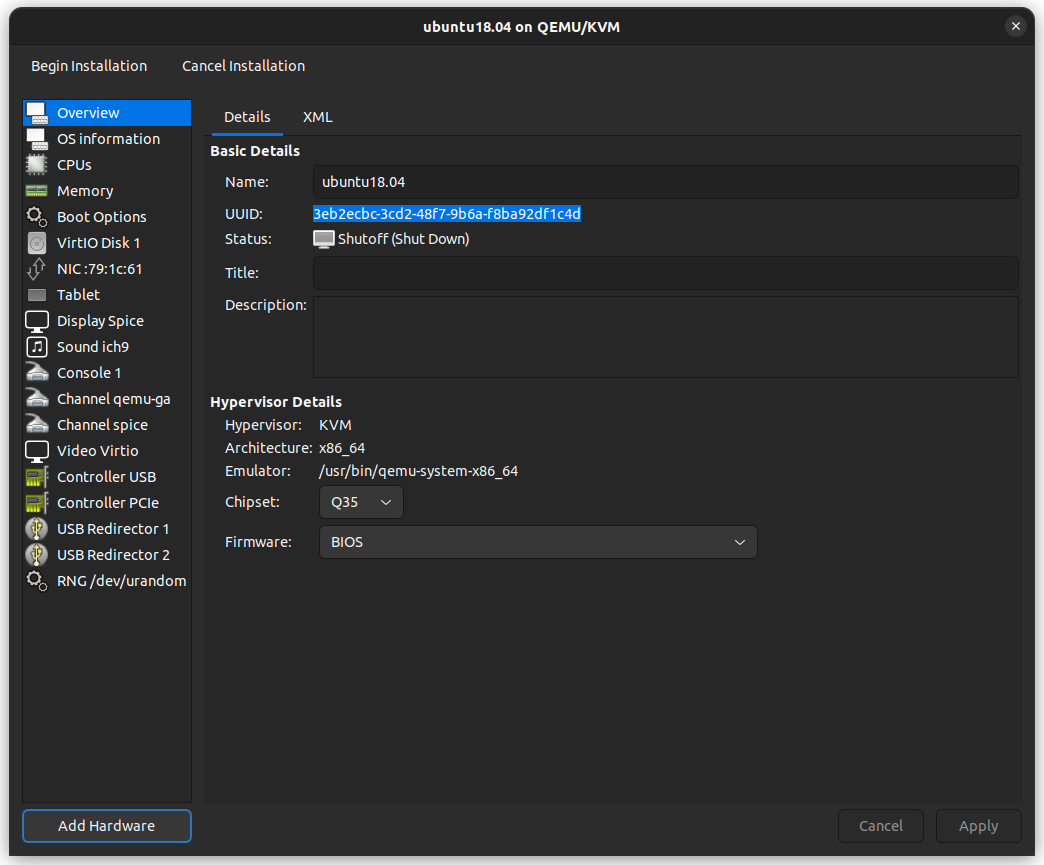 ubuntu18.04 on QEMU/KVM
Begin Installation
Cancel Installation
Overview
OS information
CPUs
Memory
Boot Options
VirtIO Disk 1
NIC :79:1c:61
Tablet
Display Spice
Sound ich9
Console 1
Channel qemu-ga
Channel spice
Video Virtio
Controller USB
Controller PCIe
USB Redirector 1
USB Redirector 2
RNG /dev/urandom
Add Hardware
Details
XML
Basic Details
Name: ubuntu18.04
UUID: 3eb2ecbc-3cd2-48f7-9b6a-f8ba92df1c4d
Status: Shutoff (Shut Down)
Title:
Description:
Hypervisor Details
Hypervisor: KVM
Architecture: x86_64
Emulator: /usr/bin/qemu-system-x86_64
Chipset: Q35
Firmware: BIOS
Cancel
Apply